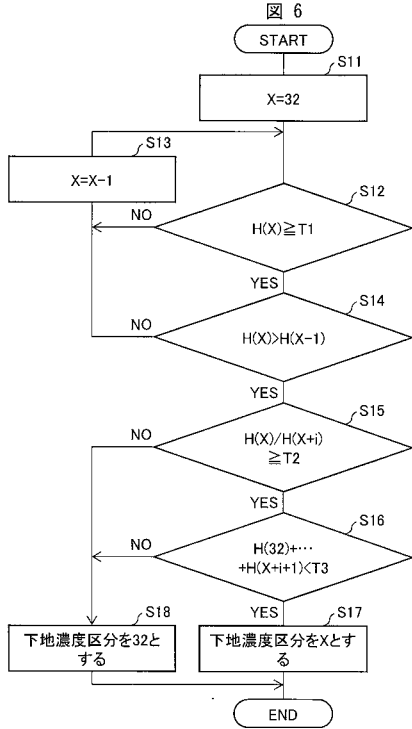 図 6
START
S11
X=32
S13
X=X-1
S12
NO
H(X)≧T1
YES
S14
NO
H(X)>H(X-1)
YES
S15
NO
H(X)/H(X+i)
≧T2
YES
S16
NO
H(32)+…
+H(X+i+1)<T3
YES
S18
S17
下地濃度区分を32と
する
下地濃度区分をXとす
る
END